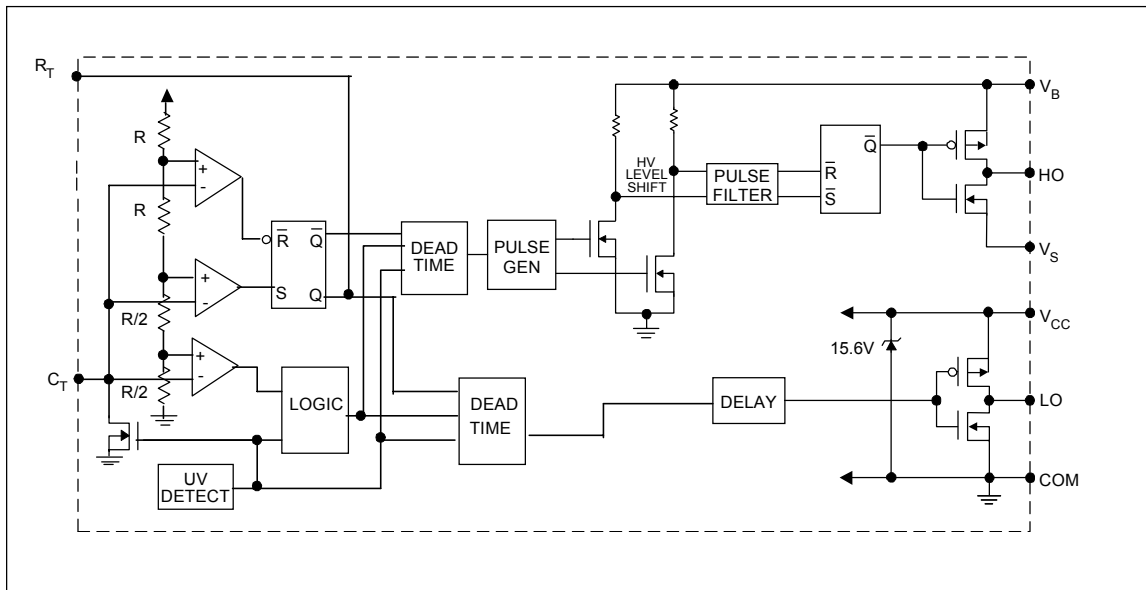 R_T
V_B
R
HV
LEVEL
SHIFT
PULSE
FILTER
R̅
S̅
Q̅
HO
+
-
R
R̅
Q̅
S
Q
DEAD
TIME
PULSE
GEN
V_S
+
-
R/2
V_CC
15.6V
+
-
R/2
C_T
LOGIC
DEAD
TIME
DELAY
LO
UV
DETECT
COM